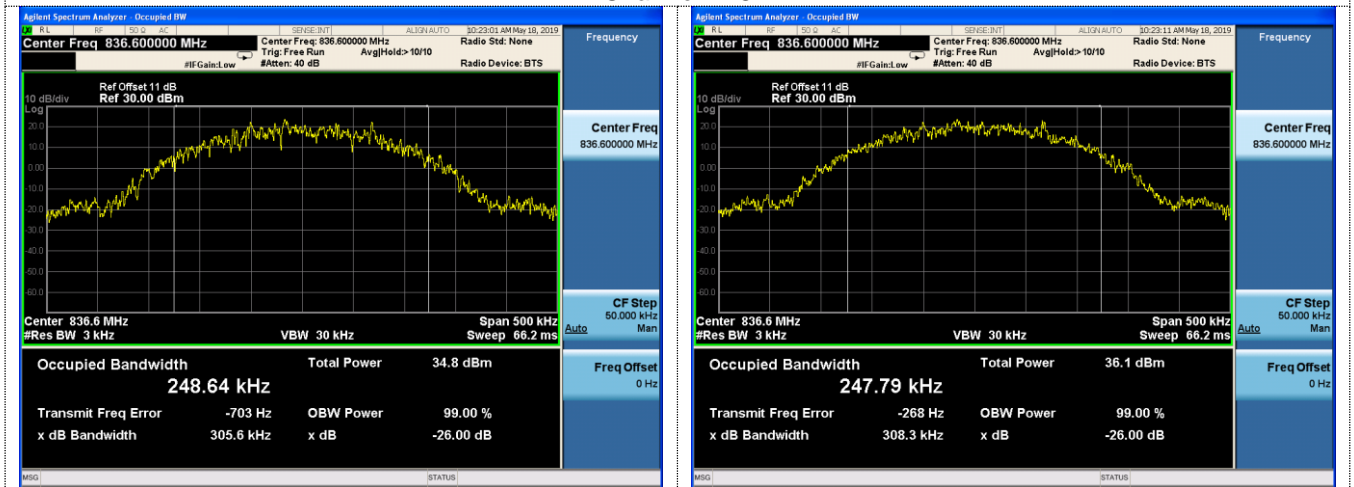 Agilent Spectrum Analyzer - Occupied BW
RL RF 50 Ω AC SENSE:INT ALIGN AUTO 10:23:01 AM May 18, 2019
Center Freq 836.600000 MHz Center Freq: 836.600000 MHz Radio Std: None
Trig: Free Run Avg|Hold:> 10/10
#IFGain:Low #Atten: 40 dB Radio Device: BTS
Ref Offset 11 dB
10 dB/div Ref 30.00 dBm
Log
20.0
10.0
0.00
-10.0
-20.0
-30.0
-40.0
-50.0
-60.0
Center 836.6 MHz Span 500 kHz
#Res BW 3 kHz VBW 30 kHz Sweep 66.2 ms
Occupied Bandwidth Total Power 34.8 dBm
248.64 kHz
Transmit Freq Error -703 Hz OBW Power 99.00 %
x dB Bandwidth 305.6 kHz x dB -26.00 dB
MSG STATUS
Frequency
Center Freq
836.600000 MHz
CF Step
50.000 kHz
Auto Man
Freq Offset
0 Hz
Agilent Spectrum Analyzer - Occupied BW
RL RF 50 Ω AC SENSE:INT ALIGN AUTO 10:23:11 AM May 18, 2019
Center Freq 836.600000 MHz Center Freq: 836.600000 MHz Radio Std: None
Trig: Free Run Avg|Hold:> 10/10
#IFGain:Low #Atten: 40 dB Radio Device: BTS
Ref Offset 11 dB
10 dB/div Ref 30.00 dBm
Log
20.0
10.0
0.00
-10.0
-20.0
-30.0
-40.0
-50.0
-60.0
Center 836.6 MHz Span 500 kHz
#Res BW 3 kHz VBW 30 kHz Sweep 66.2 ms
Occupied Bandwidth Total Power 36.1 dBm
247.79 kHz
Transmit Freq Error -268 Hz OBW Power 99.00 %
x dB Bandwidth 308.3 kHz x dB -26.00 dB
MSG STATUS
Frequency
Center Freq
836.600000 MHz
CF Step
50.000 kHz
Auto Man
Freq Offset
0 Hz